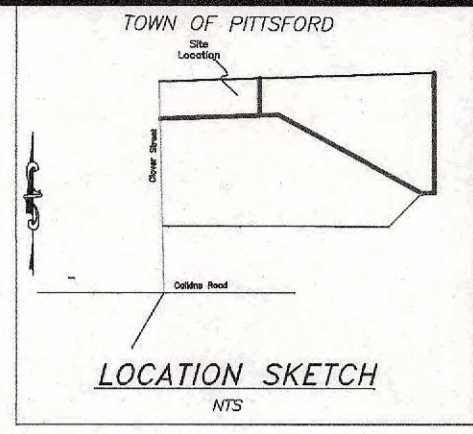 TOWN OF PITTSFORD
Site
Location
Clover Street
Calkins Road
LOCATION SKETCH
NTS